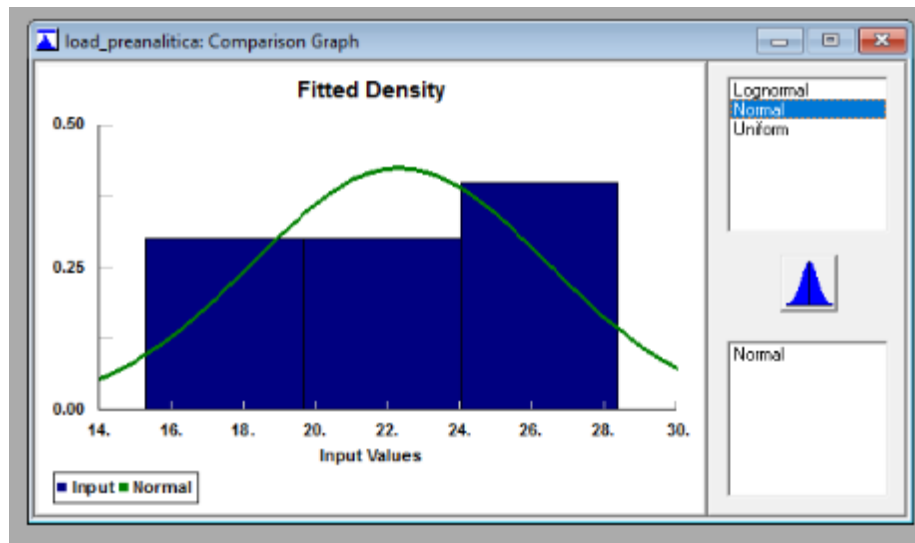 load_preanalitica: Comparison Graph
Fitted Density
0.50
0.25
0.00
14. 16. 18. 20. 22. 24. 26. 28. 30.
Input Values
Input Normal
Lognormal
Normal
Uniform
Normal